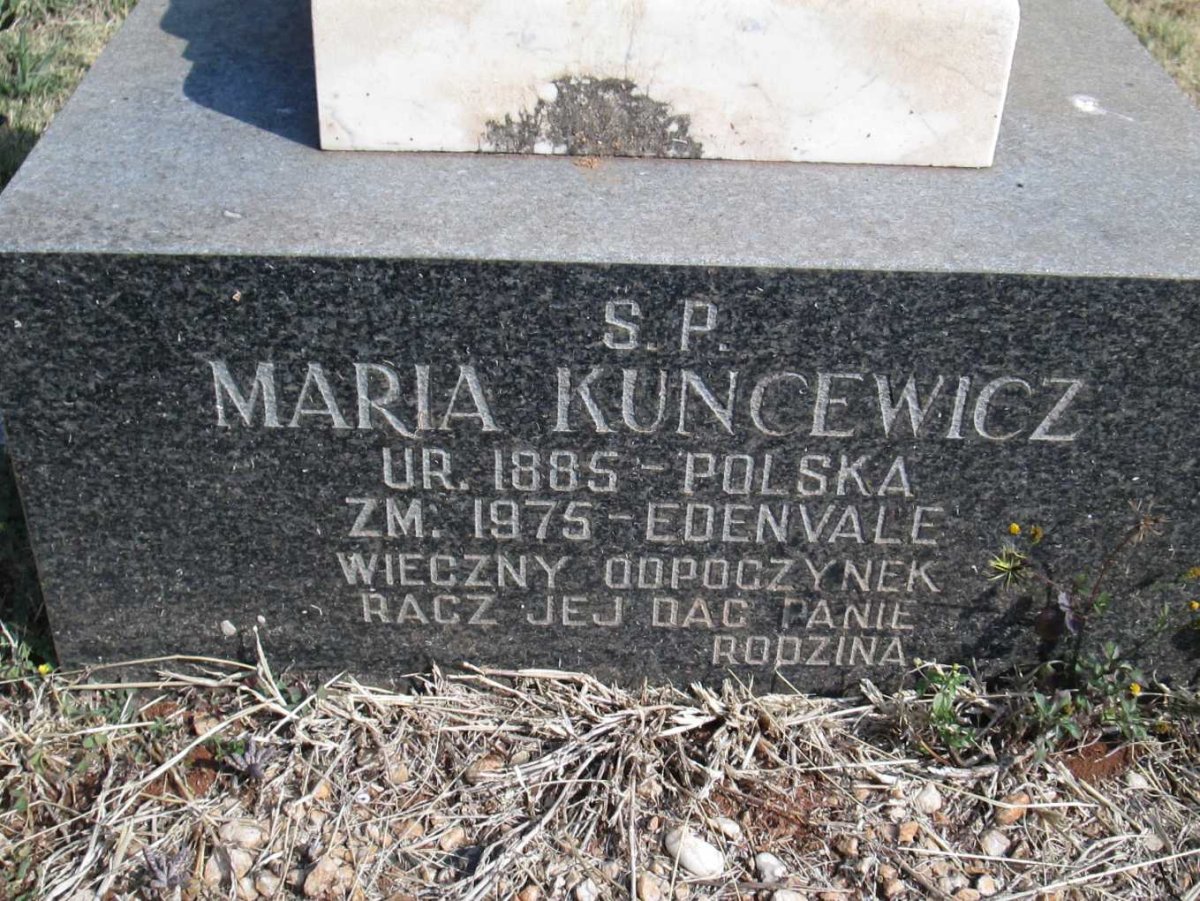 S. P.
MARIA KUNCEWICZ
UR. 1885 - POLSKA
ZM. 1975 - EDENVALE
WIECZNY ODPOCZYNEK
RACZ JEJ DAC PANIE
RODZINA